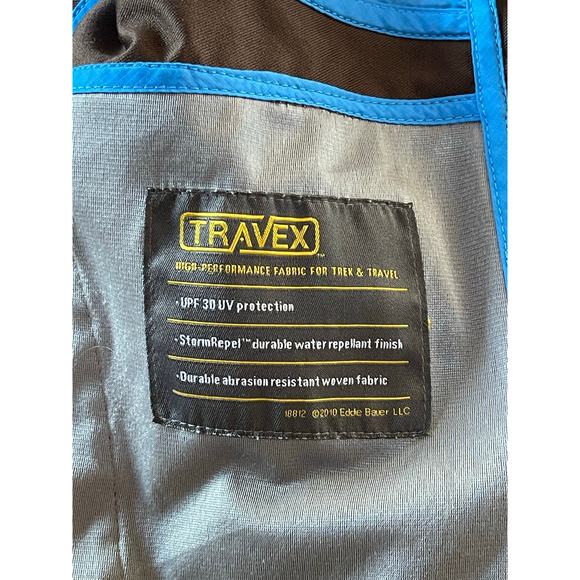 TRAVEX™
HIGH-PERFORMANCE FABRIC FOR TREK & TRAVEL
·UPF 30 UV protection
·StormRepel™ durable water repellant finish
·Durable abrasion resistant woven fabric
18812 ©2010 Eddie Bauer LLC